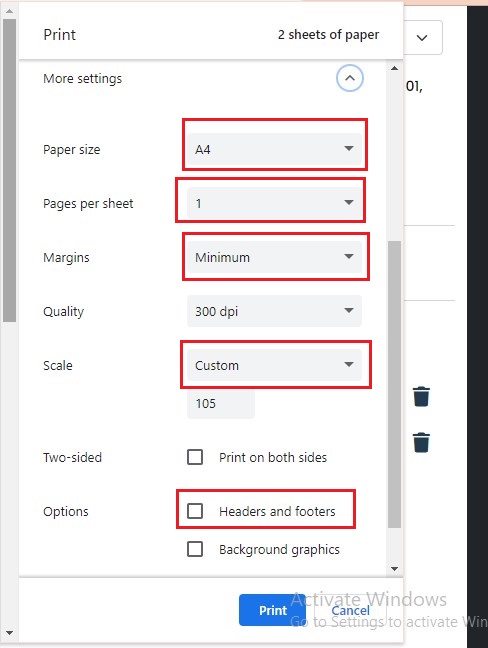 Print 2 sheets of paper
More settings
01,
Paper size A4
Pages per sheet 1
Margins Minimum
Quality 300 dpi
Scale Custom
105
Two-sided Print on both sides
Options Headers and footers
Background graphics
Print Cancel
Activate Windows
Go to Settings to activate Win